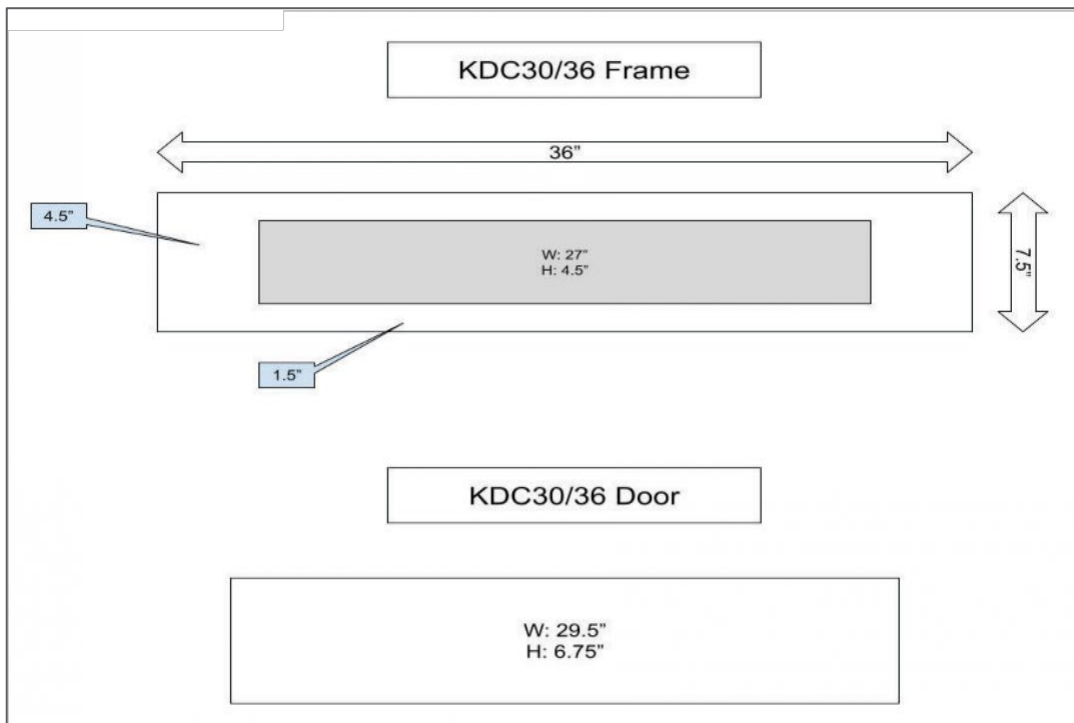 KDC30/36 Frame
36”
4.5”
W: 27”
H: 4.5”
7.5”
1.5”
KDC30/36 Door
W: 29.5”
H: 6.75”